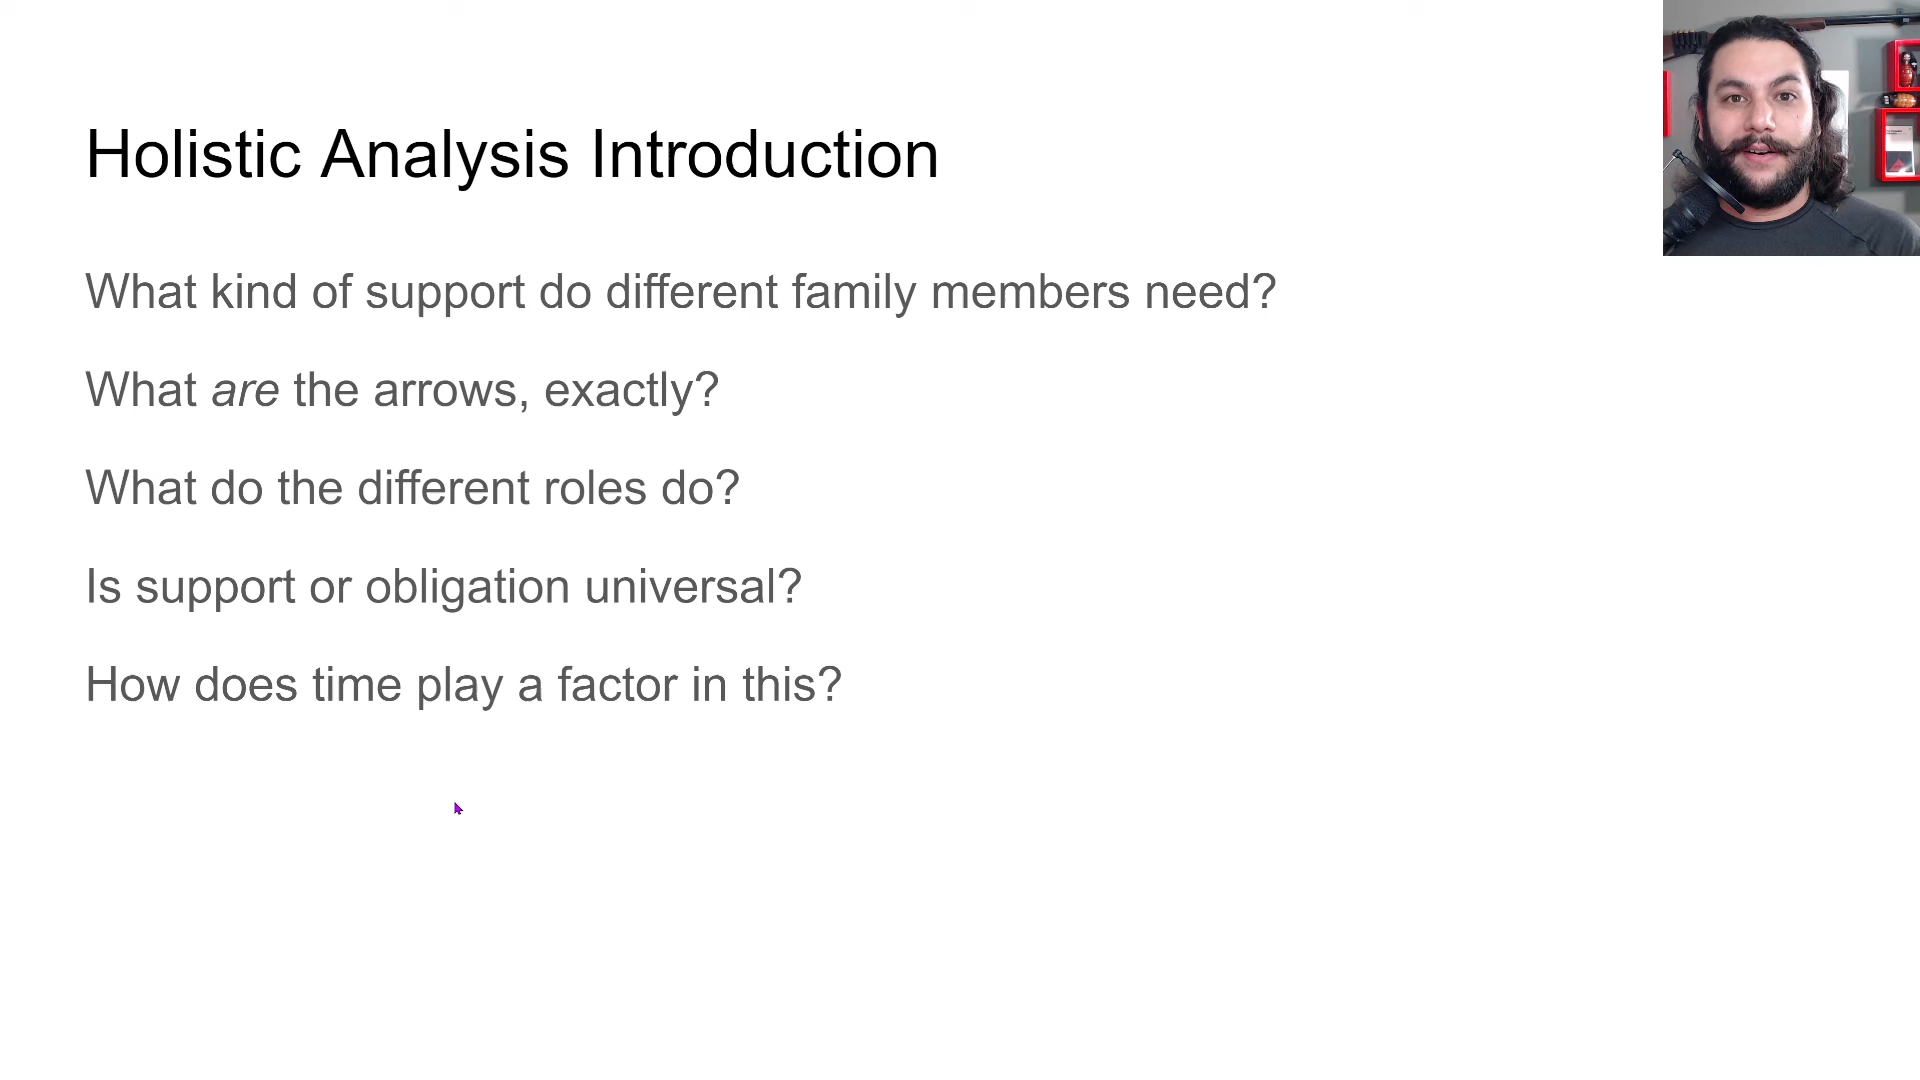 Holistic Analysis Introduction
What kind of support do different family members need?
What are the arrows, exactly?
What do the different roles do?
Is support or obligation universal?
How does time play a factor in this?